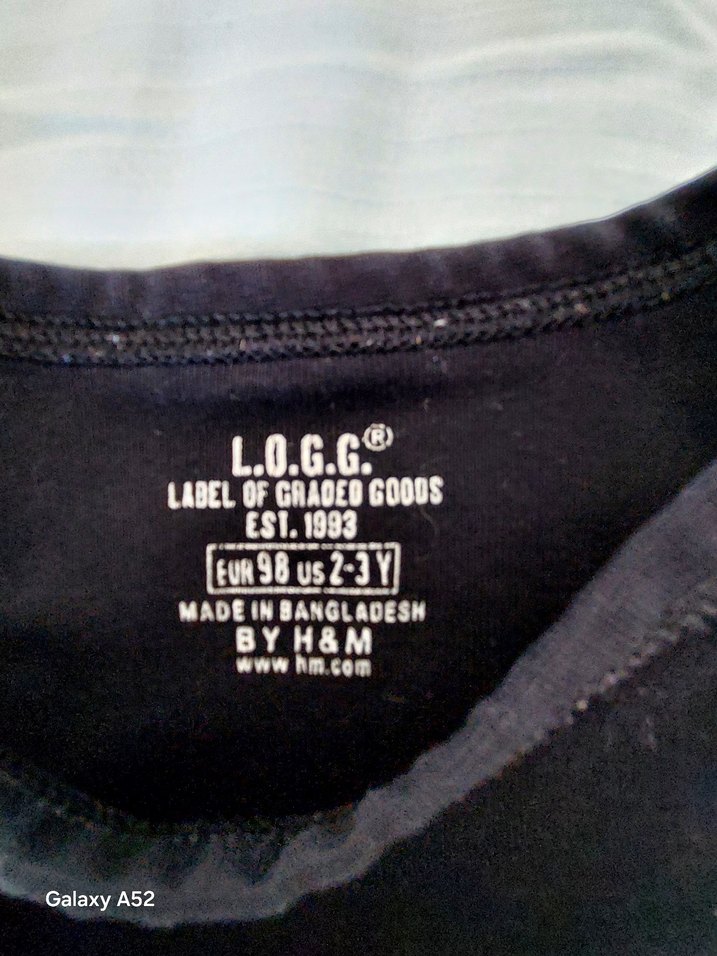 L.O.G.G.®
LABEL OF GRADED GOODS
EST. 1993
EUR 98 US 2-3 Y
MADE IN BANGLADESH
BY H&M
www hm.com
Galaxy A52